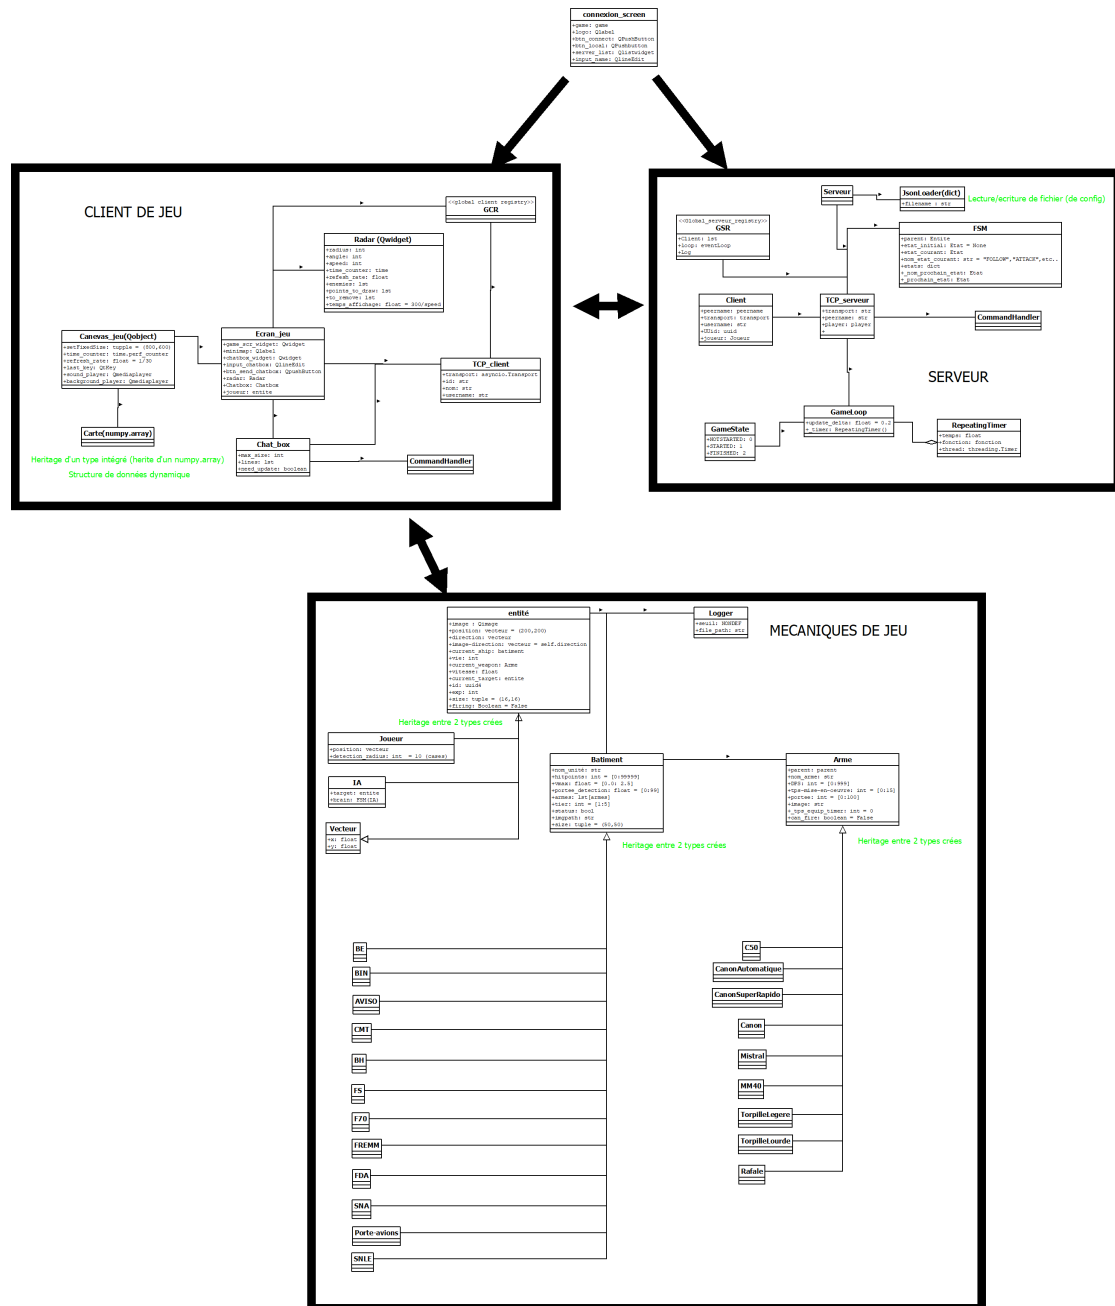 connexion_screen
+game: game
+logo: Qlabel
+btn_connect: QPushButton
+btn_local: QPushbutton
+server_list: Qlistwidget
+input_name: QlineEdit
CLIENT DE JEU
<<global client registry>>
GCR
Radar (Qwidget)
+radius: int
+angle: int
+speed: int
+time_counter: time
+refesh_rate: float
+enemies: lst
+points_to_draw: lst
+to_remove: lst
+temps_affichage: float = 300/speed
Canevas_jeu(Qobject)
+setFixedSize: tupple = (800,600)
+time_counter: time.perf_counter
+refresh_rate: float = 1/30
+last_key: QtKey
+sound_player: Qmediaplayer
+background_player: Qmediaplayer
Ecran_jeu
+game_scr_widget: Qwidget
+minimap: Qlabel
+chatbox_widget: Qwidget
+input_chatbox: QlineEdit
+btn_send_chatbox: QpushButton
+radar: Radar
+Chatbox: Chatbox
+joueur: entite
TCP_client
+transport: asyncio.Transport
+id: str
+nom: str
+username: str
Carte(numpy.array)
Heritage d'un type intégré (herite d'un numpy.array)
Structure de données dynamique
Chat_box
+max_size: int
+lines: lst
+need_update: boolean
CommandHandler
Serveur
JsonLoader(dict)
+filename : str
Lecture/ecriture de fichier (de config)
<<Global_serveur_registry>>
GSR
+Client: lst
+loop: eventLoop
+log
FSM
+parent: Entite
+etat_initial: Etat = None
+etat_courant: Etat
+nom_etat_courant: str = "FOLLOW","ATTACK",etc..
+etats: dict
+_nom_prochain_etat: Etat
+_prochain_etat: Etat
Client
+peername: peername
+transport: transport
+username: str
+UUid: uuid
+joueur: Joueur
TCP_serveur
+transport: str
+peername: str
+player: player
+
CommandHandler
SERVEUR
GameState
+NOTSTARTED: 0
+STARTED: 1
+FINISHED: 2
GameLoop
+update_delta: float = 0.2
+_timer: RepeatingTimer()
RepeatingTimer
+temps: float
+fonction: fonction
+thread: threading.Timer
entité
+image : Qimage
+position: vecteur = (200,200)
+direction: vecteur
+image-direction: vecteur = self.direction
+current_ship: batiment
+vie: int
+current_weapon: Arme
+vitesse: float
+current_target: entite
+id: uuid4
+exp: int
+size: tuple = (16,16)
+firing: Boolean = False
Logger
+seuil: NONDEF
+file_path: str
MECANIQUES DE JEU
Heritage entre 2 types crées
Joueur
+position: vecteur
+detection_radius: int = 10 (cases)
IA
+target: entite
+brain: FSM(IA)
Vecteur
+x: float
+y: float
Batiment
+nom_unité: str
+hitpoints: int = [0:99999]
+vmax: float = [0.0: 2.5]
+portee_detection: float = [0:99]
+armes: lst[armes]
+tier: int = [1:5]
+status: bool
+imgpath: str
+size: tuple = (50,50)
Arme
+parent: parent
+nom_arme: str
+DPS: int = [0:999]
+tps-mise-en-oeuvre: int = [0:15]
+portee: int = [0:100]
+image: str
+_tps_equip_timer: int = 0
+can_fire: boolean = False
Heritage entre 2 types crées
Heritage entre 2 types crées
BE
BIN
AVISO
CMT
BH
FS
F70
FREMM
FDA
SNA
Porte-avions
SNLE
C50
CanonAutomatique
CanonSuperRapido
Canon
Mistral
MM40
TorpilleLegere
TorpilleLourde
Rafale